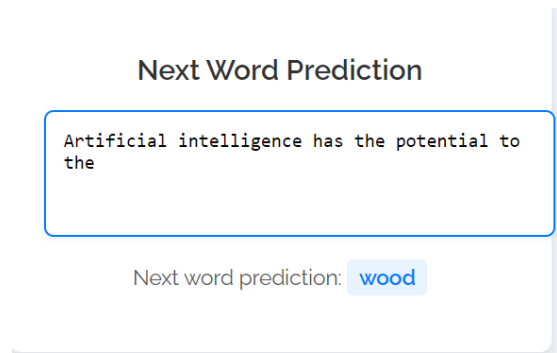 Next Word Prediction
Artificial intelligence has the potential to
the
Next word prediction: wood